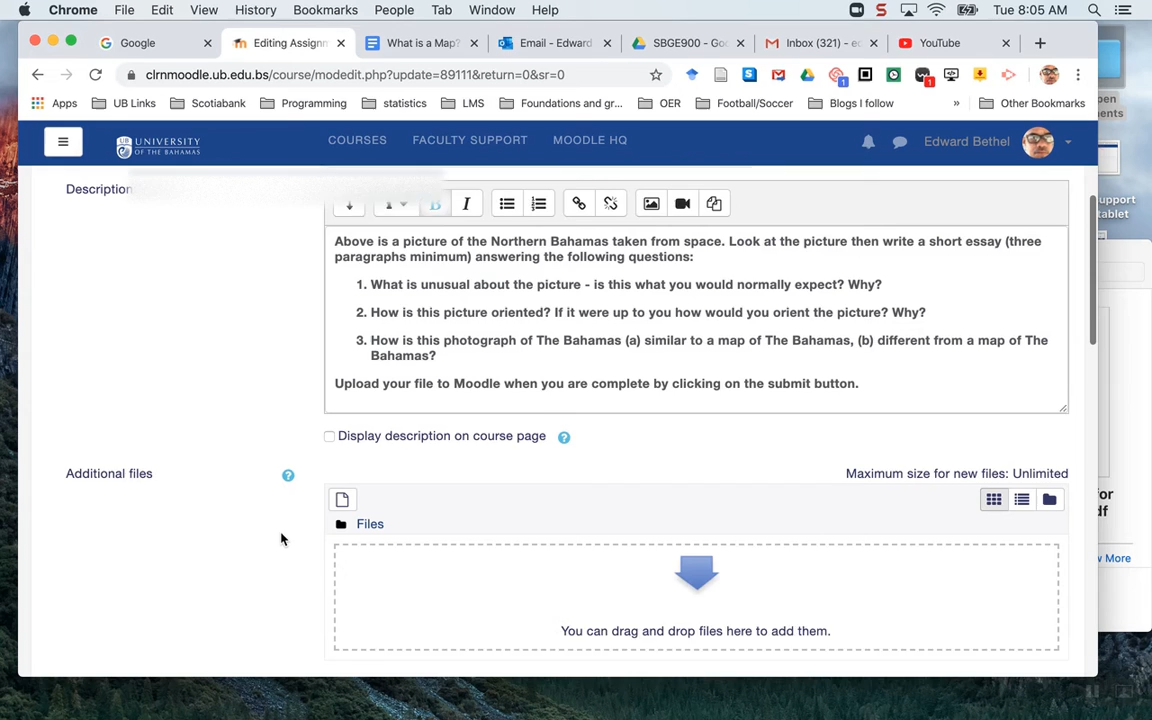 Chrome File Edit View History Bookmarks People Tab Window Help Tue 8:05 AM
Google Editing Assignm What is a Map? Email - Edward SBGE900 - Goo Inbox (321) - ed YouTube
clrnmoodle.ub.edu.bs/course/modedit.php?update=89111&return=0&sr=0
Apps UB Links Scotiabank Programming statistics LMS Foundations and gr... OER Football/Soccer Blogs I follow » Other Bookmarks
UNIVERSITY OF THE BAHAMAS COURSES FACULTY SUPPORT MOODLE HQ Edward Bethel
Description
Above is a picture of the Northern Bahamas taken from space. Look at the picture then write a short essay (three
paragraphs minimum) answering the following questions:
1. What is unusual about the picture - is this what you would normally expect? Why?
2. How is this picture oriented? If it were up to you how would you orient the picture? Why?
3. How is this photograph of The Bahamas (a) similar to a map of The Bahamas, (b) different from a map of The
Bahamas?
Upload your file to Moodle when you are complete by clicking on the submit button.
Display description on course page
Additional files Maximum size for new files: Unlimited
Files
You can drag and drop files here to add them.